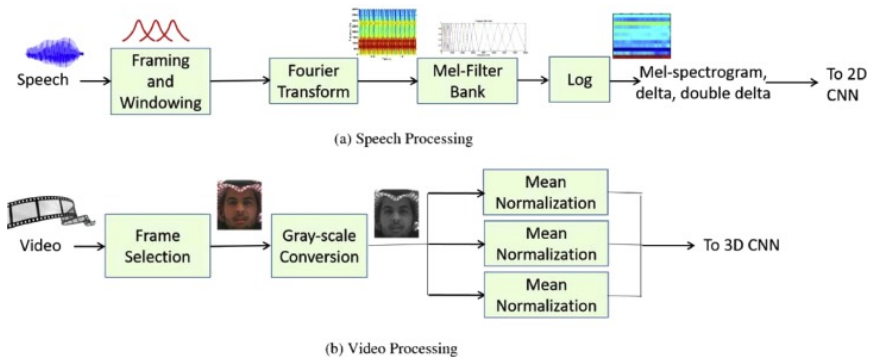 Speech
Framing
and
Windowing
Fourier
Transform
Mel-Filter
Bank
Log
Mel-spectrogram,
delta, double delta
To 2D
CNN
(a) Speech Processing
Video
Frame
Selection
Gray-scale
Conversion
Mean
Normalization
Mean
Normalization
Mean
Normalization
To 3D CNN
(b) Video Processing